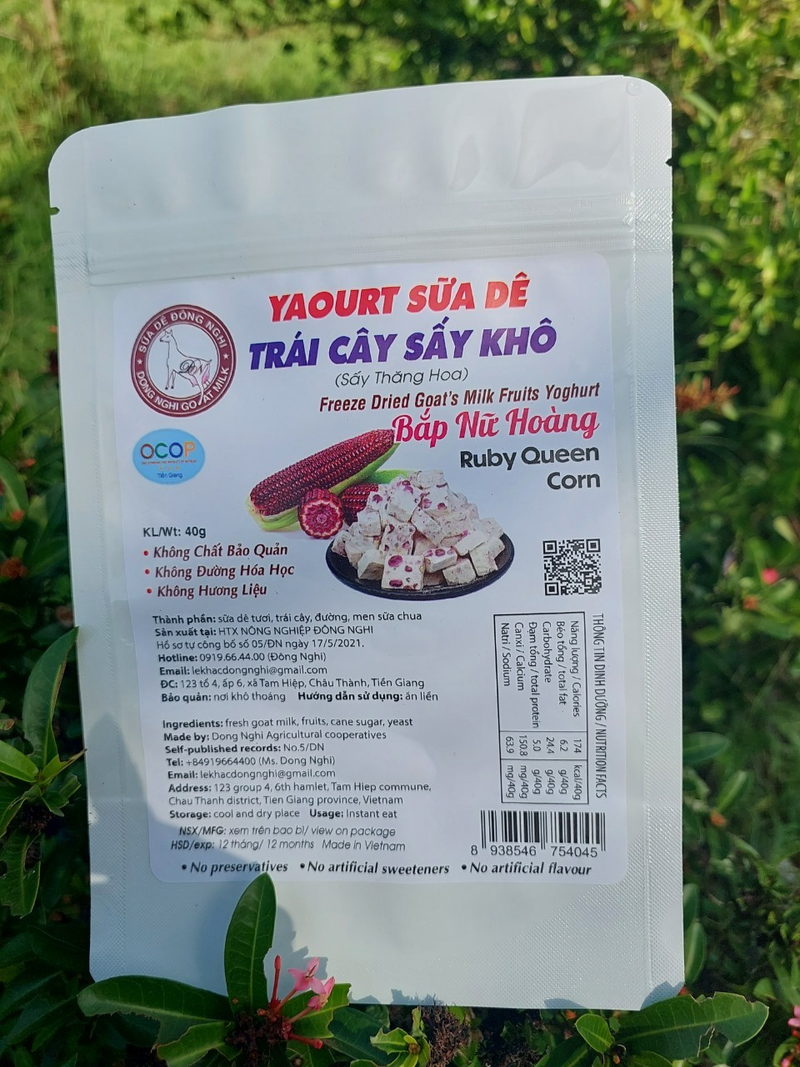 YAOURT SỮA DÊ
TRÁI CÂY SẤY KHÔ
(Sấy Thăng Hoa)
Freeze Dried Goat's Milk Fruits Yoghurt
Bắp Nữ Hoàng
Ruby Queen
Corn
SỮA DÊ ĐÔNG NGHI
DONG NGHI GOAT MILK
OCOP
Tiền Giang
KL/Wt: 40g
• Không Chất Bảo Quản
• Không Đường Hóa Học
• Không Hương Liệu
Thành phần: sữa dê tươi, trái cây, đường, men sữa chua
Sản xuất tại: HTX NÔNG NGHIỆP ĐÔNG NGHI
Hồ sơ tự công bố số 05/ĐN ngày 17/5/2021.
Hotline: 0919.66.44.00 (Đông Nghi)
Email: lekhacdongnghi@gmail.com
ĐC: 123 tổ 4, ấp 6, xã Tam Hiệp, Châu Thành, Tiền Giang
Bảo quản: nơi khô thoáng Hướng dẫn sử dụng: ăn liền
Ingredients: fresh goat milk, fruits, cane sugar, yeast
Made by: Dong Nghi Agricultural cooperatives
Self-published records: No.5/DN
Tel: +84919664400 (Ms. Dong Nghi)
Email: lekhacdongnghi@gmail.com
Address: 123 group 4, 6th hamlet, Tam Hiep commune,
Chau Thanh district, Tien Giang province, Vietnam
Storage: cool and dry place Usage: Instant eat
NSX/MFG: xem trên bao bì/ view on package
HSD/exp: 12 tháng/ 12 months Made in Vietnam
THÔNG TIN DINH DƯỠNG / NUTRITION FACTS
Năng lượng / Calories 174 kcal/40g
Béo tổng / total fat 6.2 g/40g
Carbohydrate 24.4 g/40g
Đạm tổng / total protein 5.0 g/40g
Canxi / Calcium 150.8 mg/40g
Natri / Sodium 63.9 mg/40g
8 938546 754045
• No preservatives • No artificial sweeteners • No artificial flavour